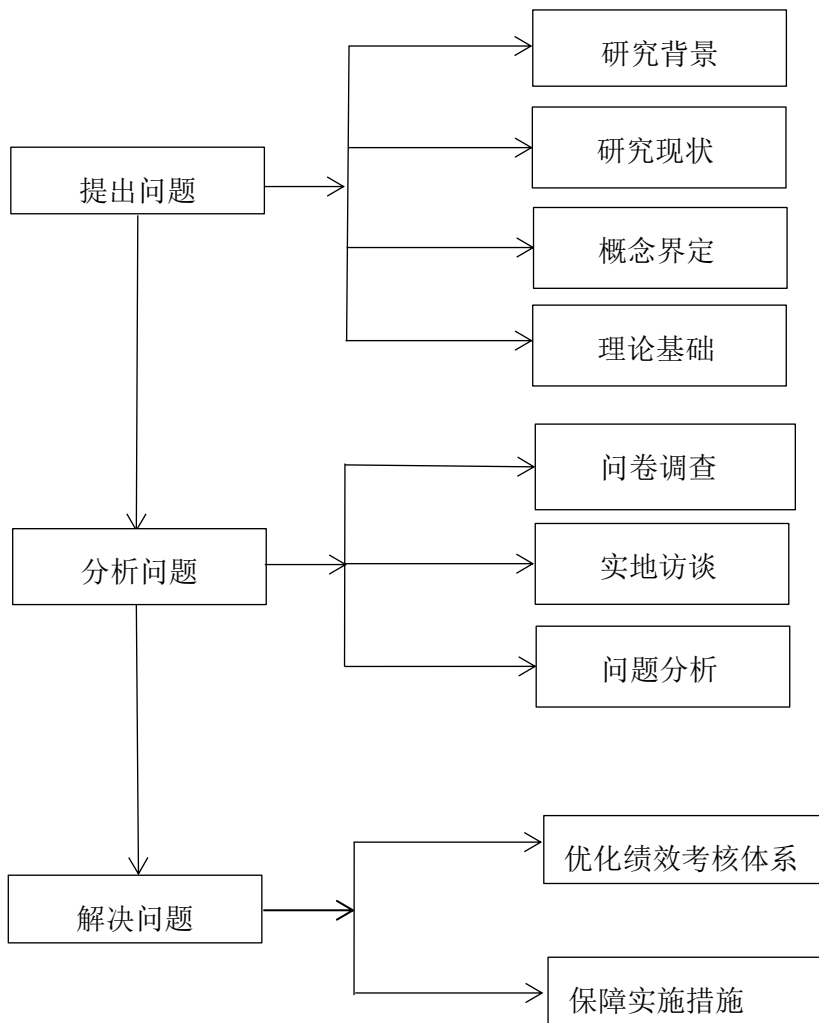 提出问题
研究背景
研究现状
概念界定
理论基础
分析问题
问卷调查
实地访谈
问题分析
解决问题
优化绩效考核体系
保障实施措施